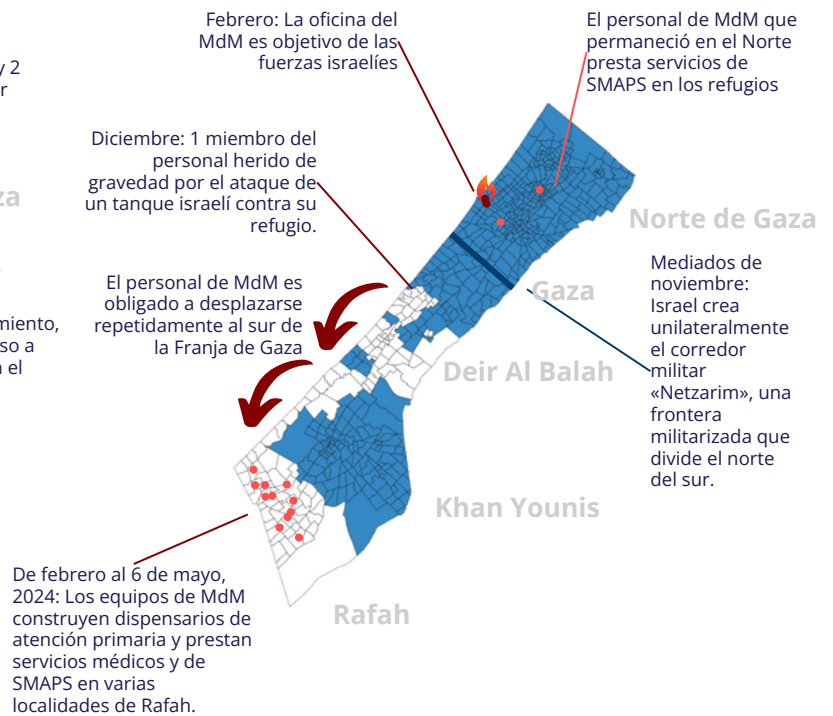 Febrero: La oficina del
MdM es objetivo de las
fuerzas israelíes
El personal de MdM que
permaneció en el Norte
presta servicios de
SMAPS en los refugios
y 2
r
Diciembre: 1 miembro del
personal herido de
gravedad por el ataque de
un tanque israelí contra su
refugio.
za
Norte de Gaza
El personal de MdM es
obligado a desplazarse
repetidamente al sur de
la Franja de Gaza
miento,
so a
el
Gaza
Mediados de
noviembre:
Israel crea
unilateralmente
el corredor
militar
«Netzarim», una
frontera
militarizada que
divide el norte
del sur.
Deir Al Balah
Khan Younis
De febrero al 6 de mayo,
2024: Los equipos de MdM
construyen dispensarios de
atención primaria y prestan
servicios médicos y de
SMAPS en varias
localidades de Rafah.
Rafah